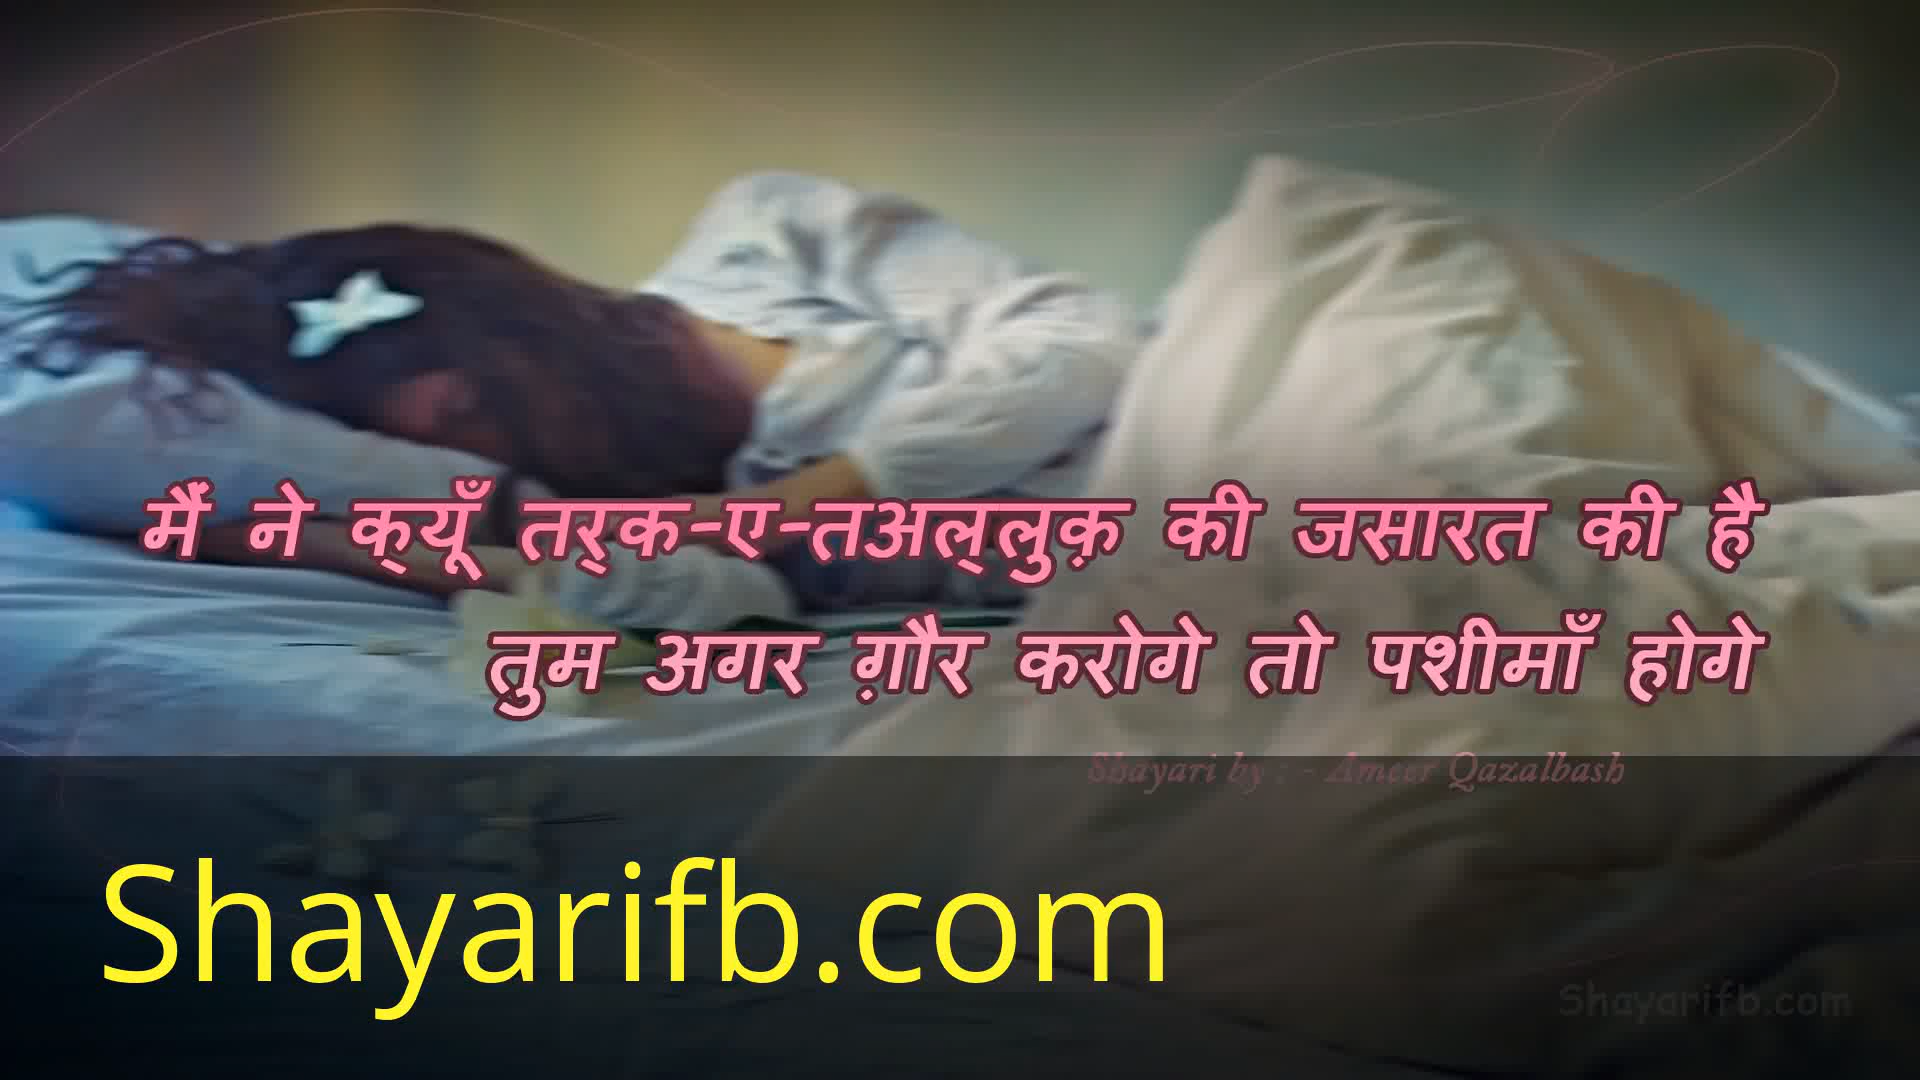 मैं ने क्यूँ तर्क-ए-तअल्लुक़ की जसारत की है
तुम अगर ग़ौर करोगे तो पशीमाँ होगे
Shayari by : - Ameer Qazalbash
Shayarifb.com
Shayarifb.com